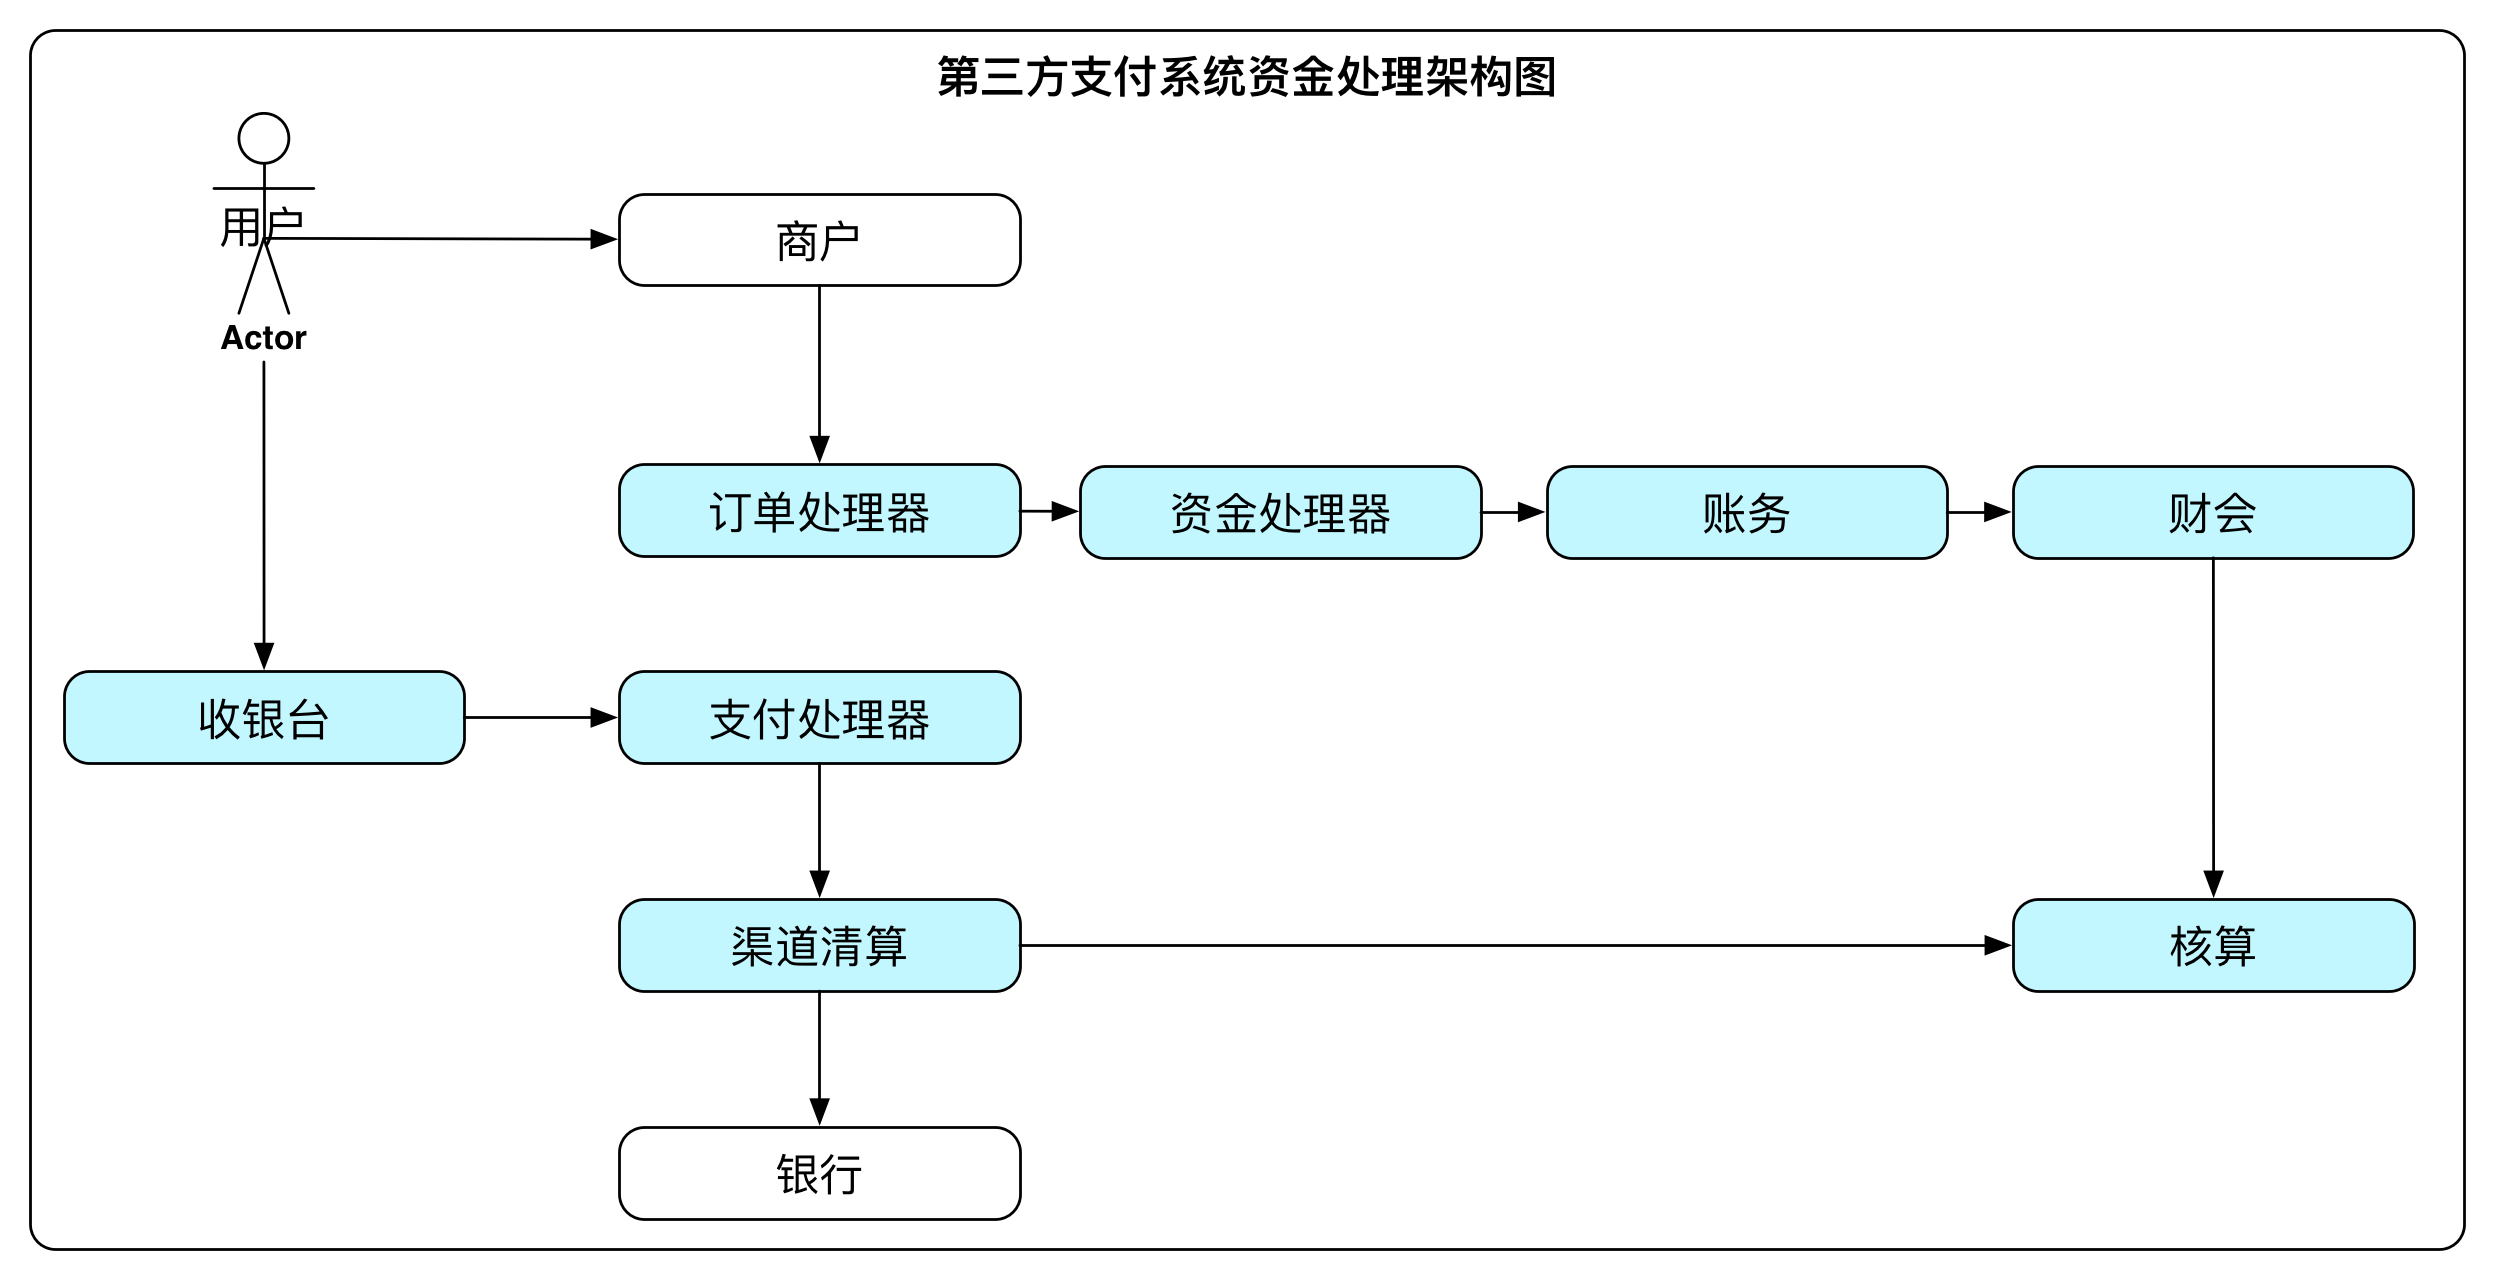 第三方支付系统资金处理架构图
用户
商户
Actor
订单处理器
资金处理器
账务
财会
收银台
支付处理器
渠道清算
核算
银行